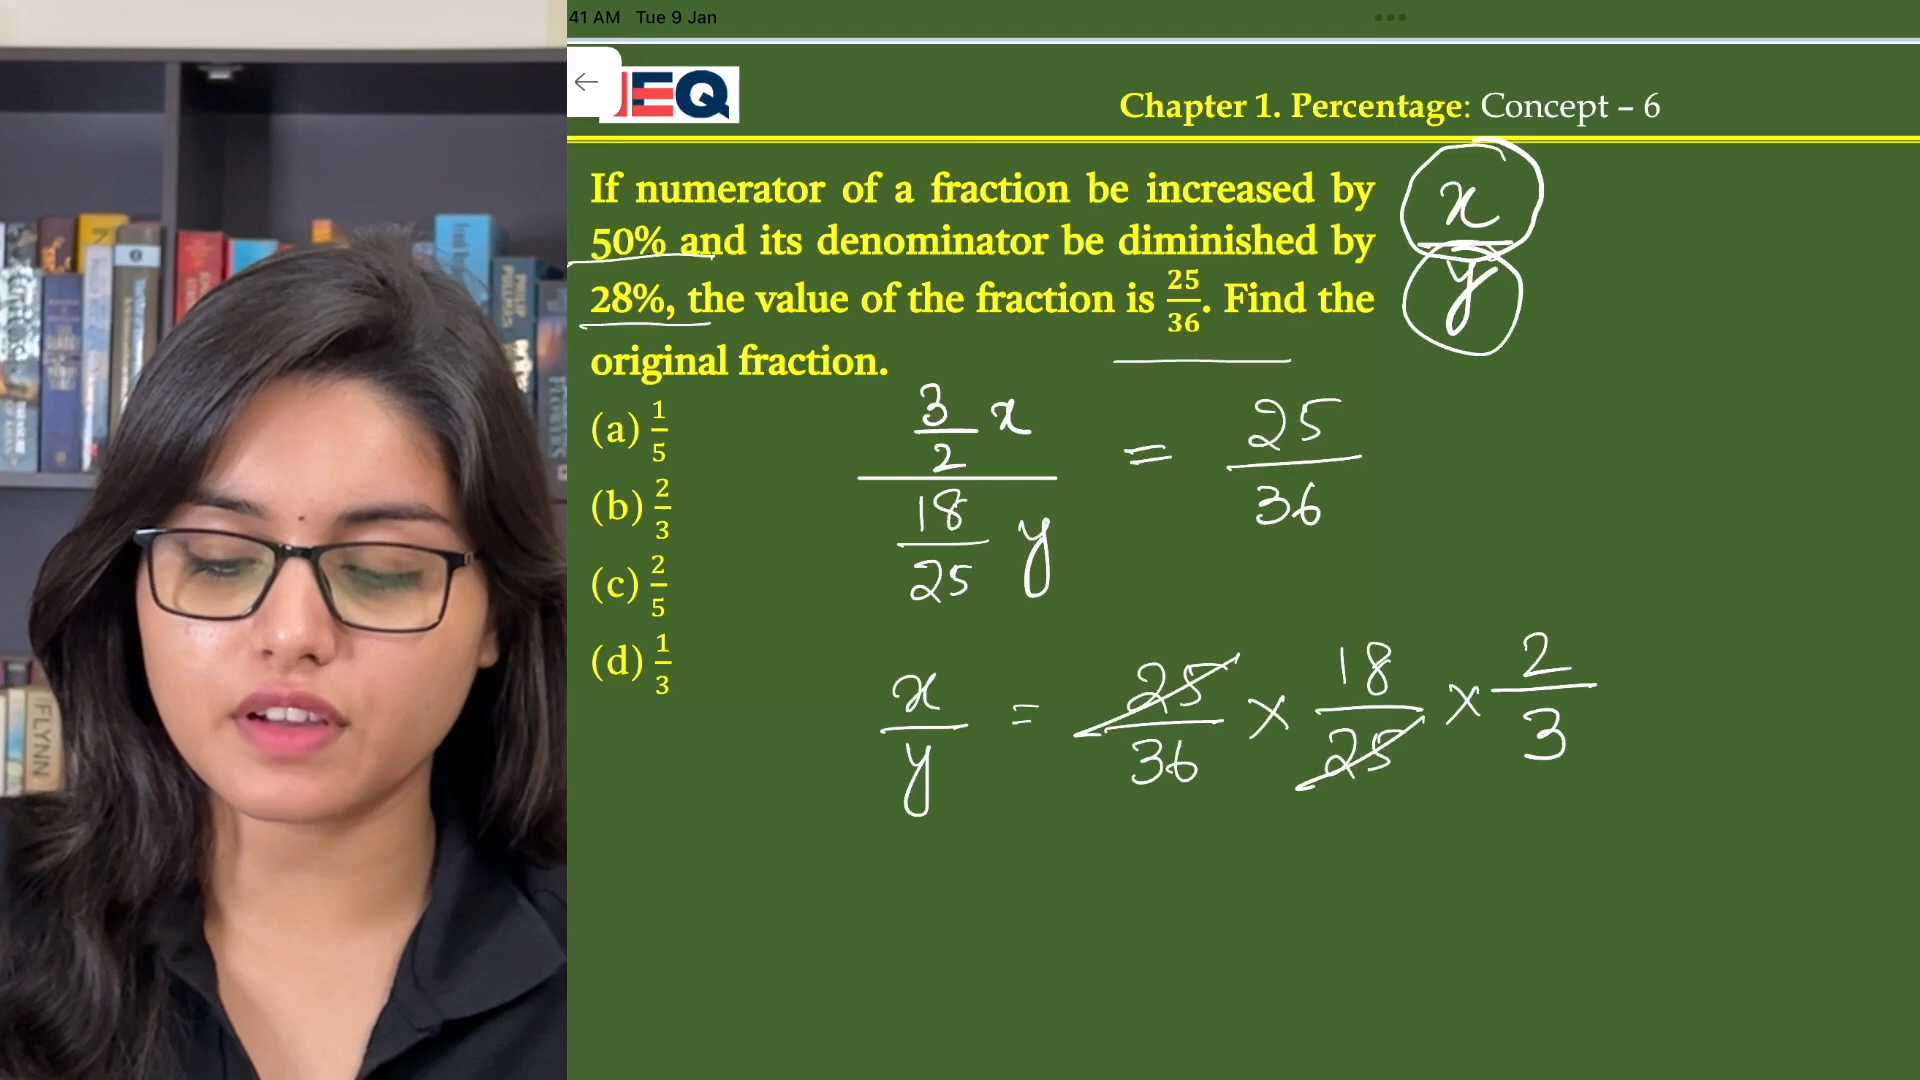 41 AM Tue 9 Jan
EQ
Chapter 1. Percentage: Concept – 6
If numerator of a fraction be increased by
50% and its denominator be diminished by
28%, the value of the fraction is 25/36. Find the
original fraction.
x/y
(a) 1/5
(b) 2/3
(c) 2/5
(d) 1/3
3/2 x / 18/25 y = 25/36
x/y = 25/36 × 18/25 × 2/3
FLYNN